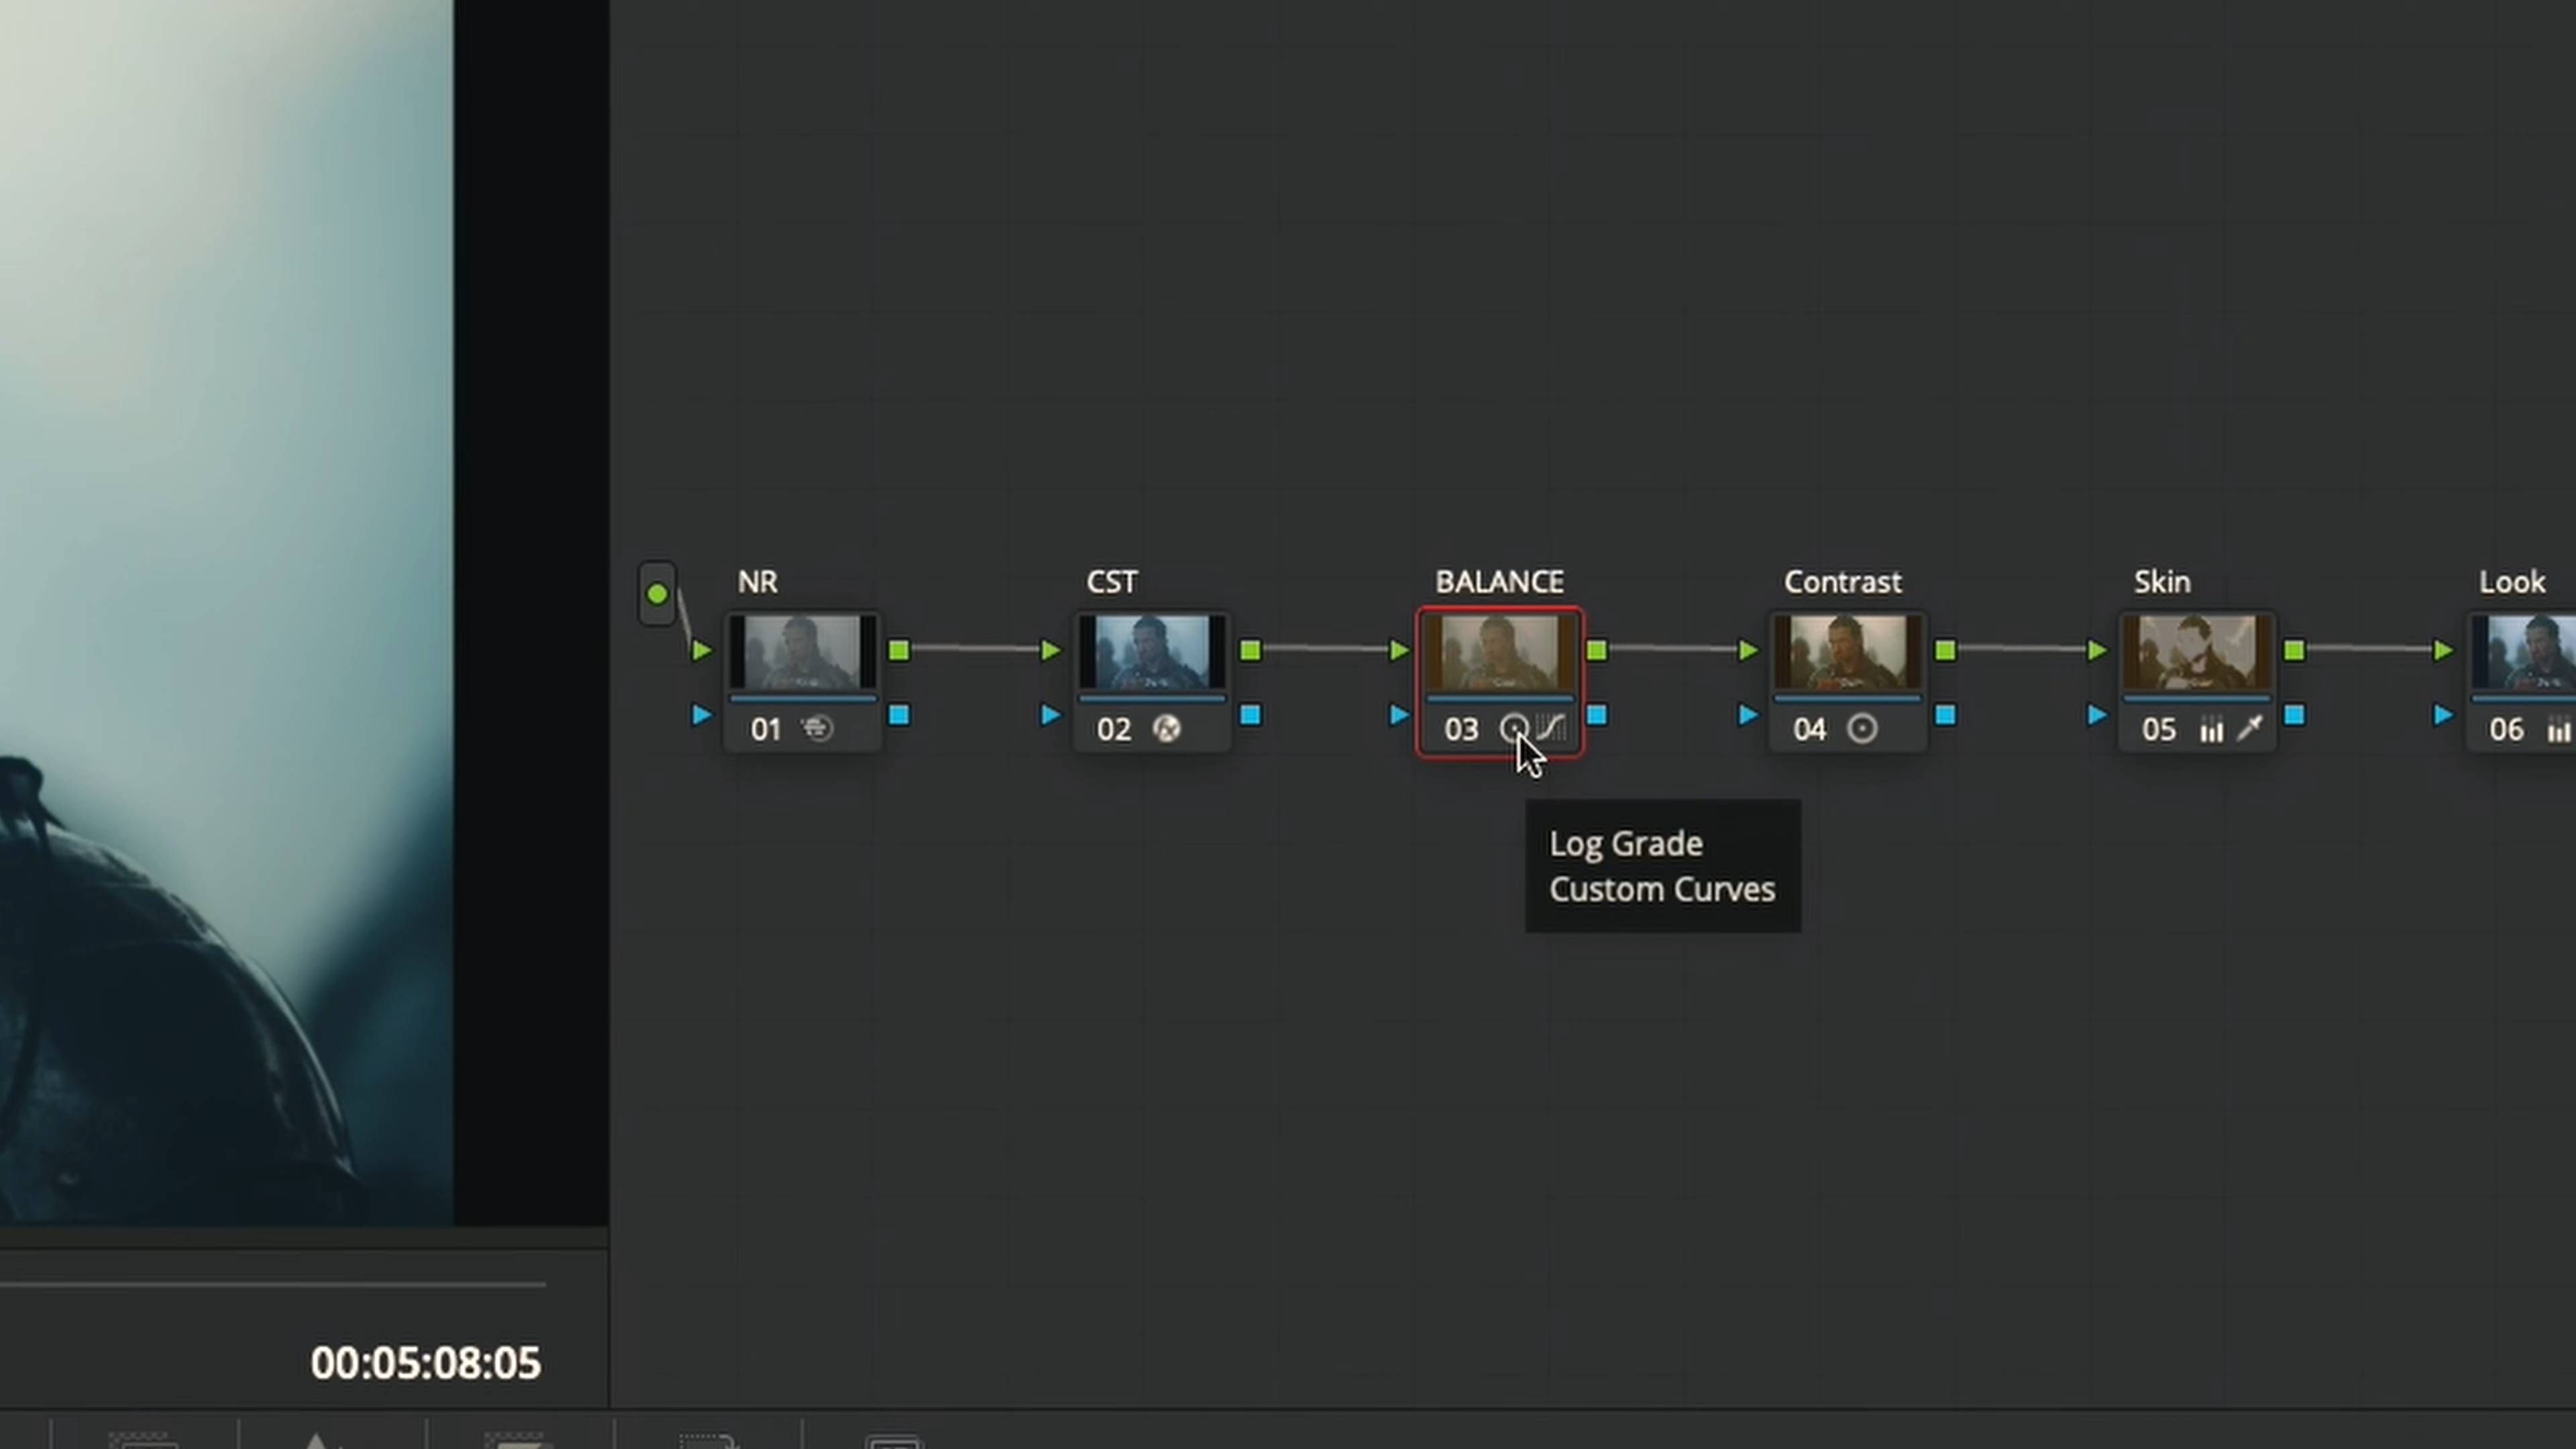 NR
CST
BALANCE
Contrast
Skin
Look
01
02
03
04
05
06
Log Grade
Custom Curves
00:05:08:05